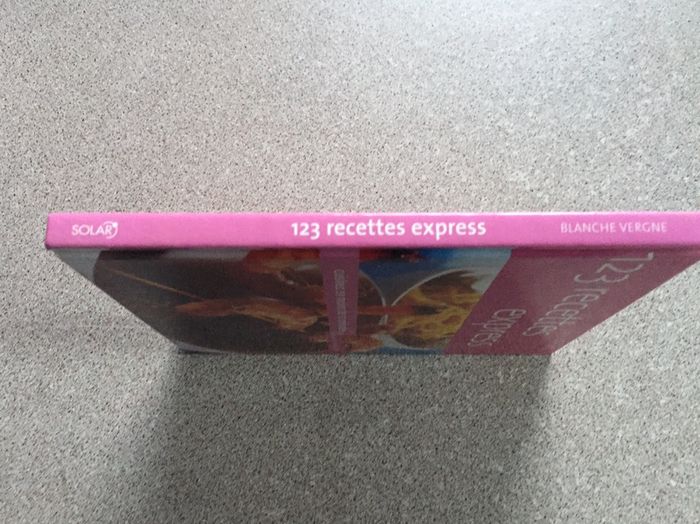 SOLAR
123 recettes express
BLANCHE VERGNE
123 recettes
express